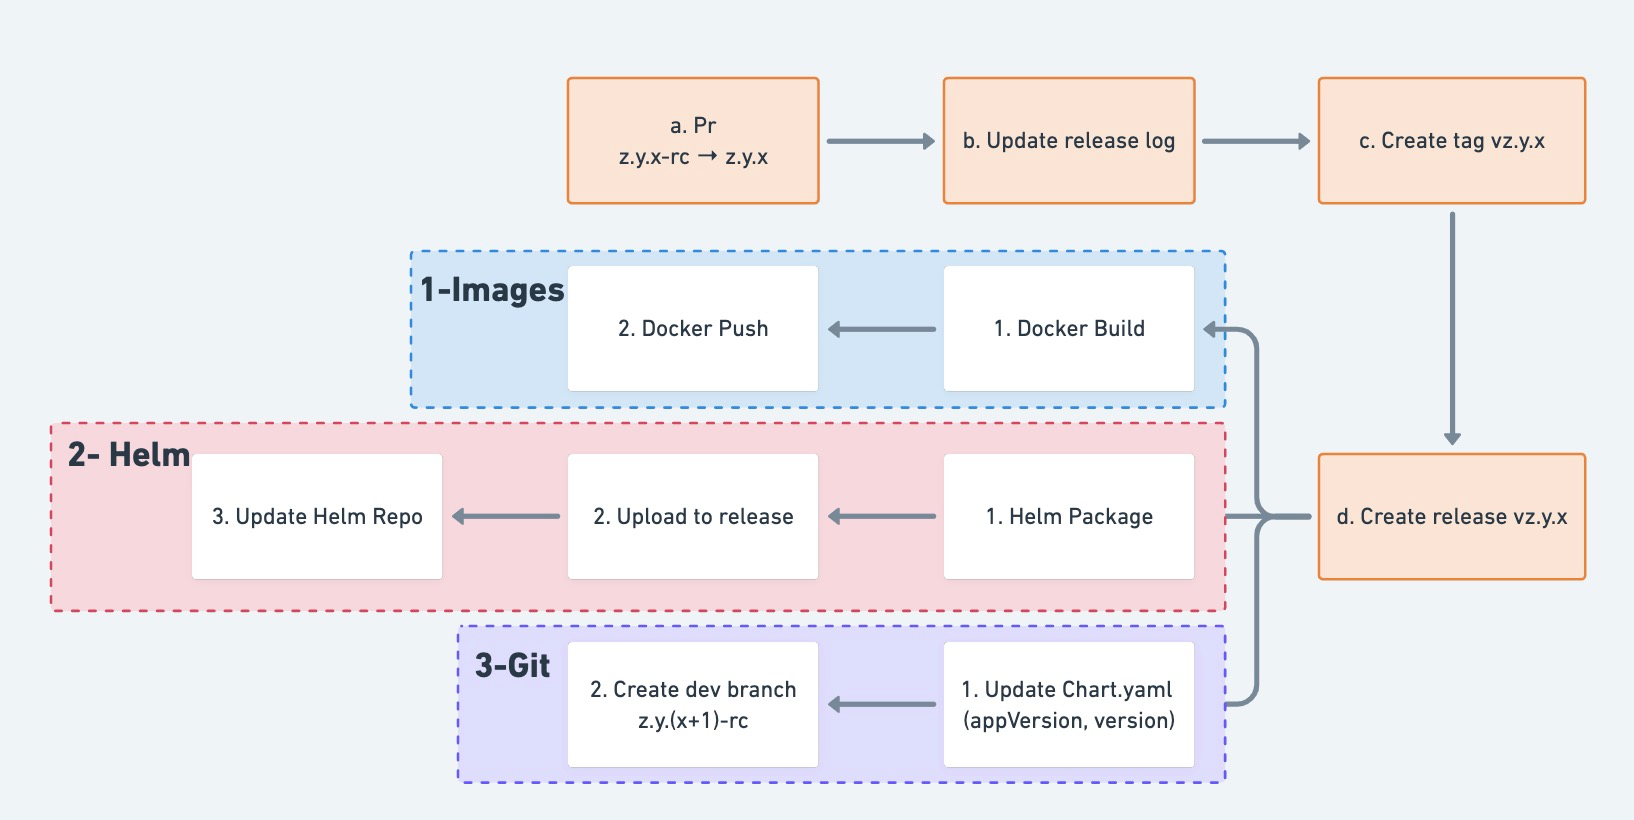 a. Pr
z.y.x-rc → z.y.x
b. Update release log
c. Create tag vz.y.x
1-Images
2. Docker Push
1. Docker Build
2- Helm
3. Update Helm Repo
2. Upload to release
1. Helm Package
d. Create release vz.y.x
3-Git
2. Create dev branch
z.y.(x+1)-rc
1. Update Chart.yaml
(appVersion, version)